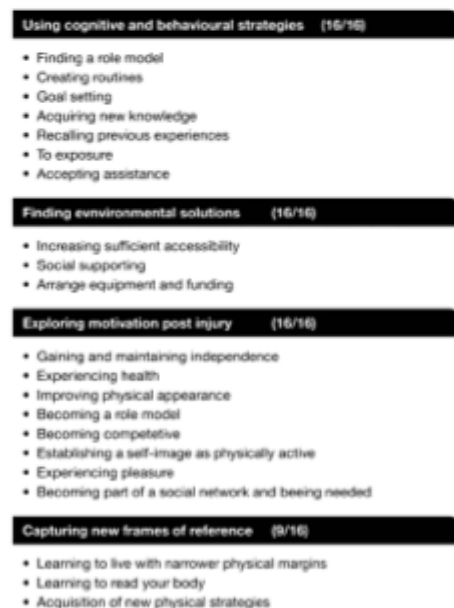 Using cognitive and behavioural strategies (16/16)
• Finding a role model
• Creating routines
• Goal setting
• Acquiring new knowledge
• Recalling previous experiences
• To exposure
• Accepting assistance
Finding evnvironmental solutions (16/16)
• Increasing sufficient accessibility
• Social supporting
• Arrange equipment and funding
Exploring motivation post injury (16/16)
• Gaining and maintaining independence
• Experiencing health
• Improving physical appearance
• Becoming a role model
• Becoming competetive
• Establishing a self-image as physically active
• Experiencing pleasure
• Becoming part of a social network and beeing needed
Capturing new frames of reference (9/16)
• Learning to live with narrower physical margins
• Learning to read your body
• Acquisition of new physical strategies